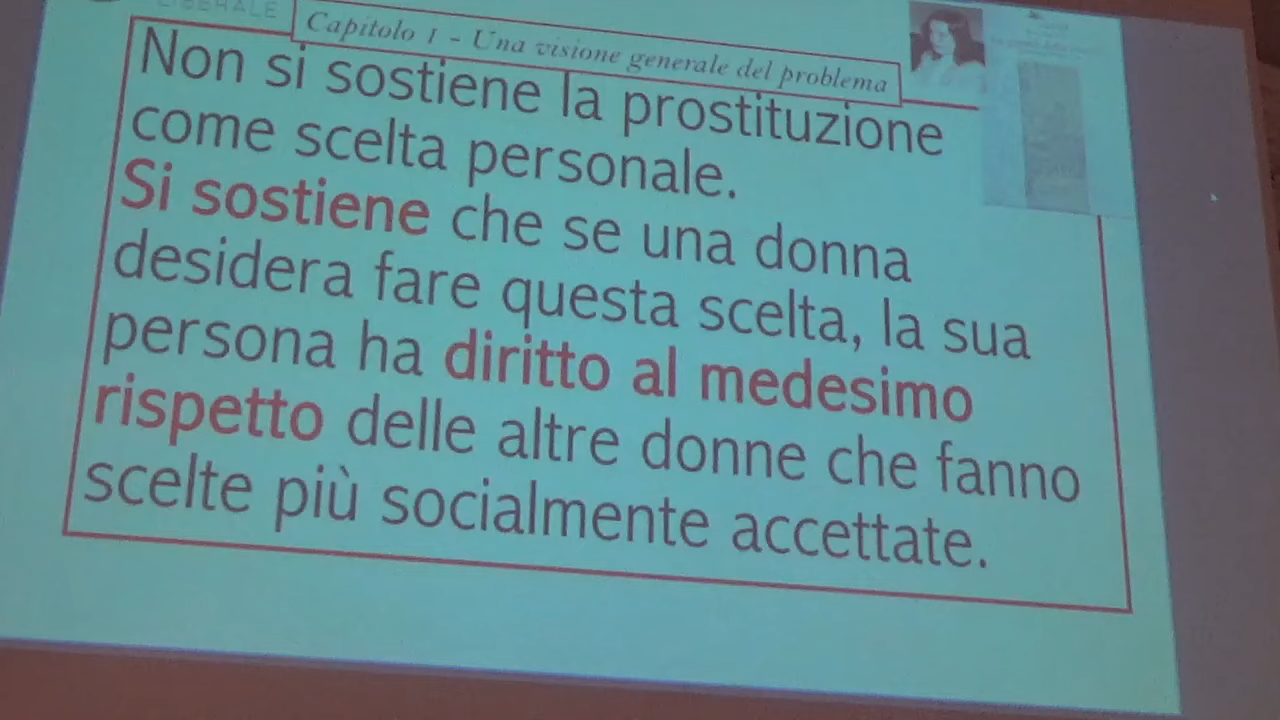 LIBERALE
Capitolo 1 - Una visione generale del problema
Non si sostiene la prostituzione
come scelta personale.
Si sostiene che se una donna
desidera fare questa scelta, la sua
persona ha diritto al medesimo
rispetto delle altre donne che fanno
scelte più socialmente accettate.